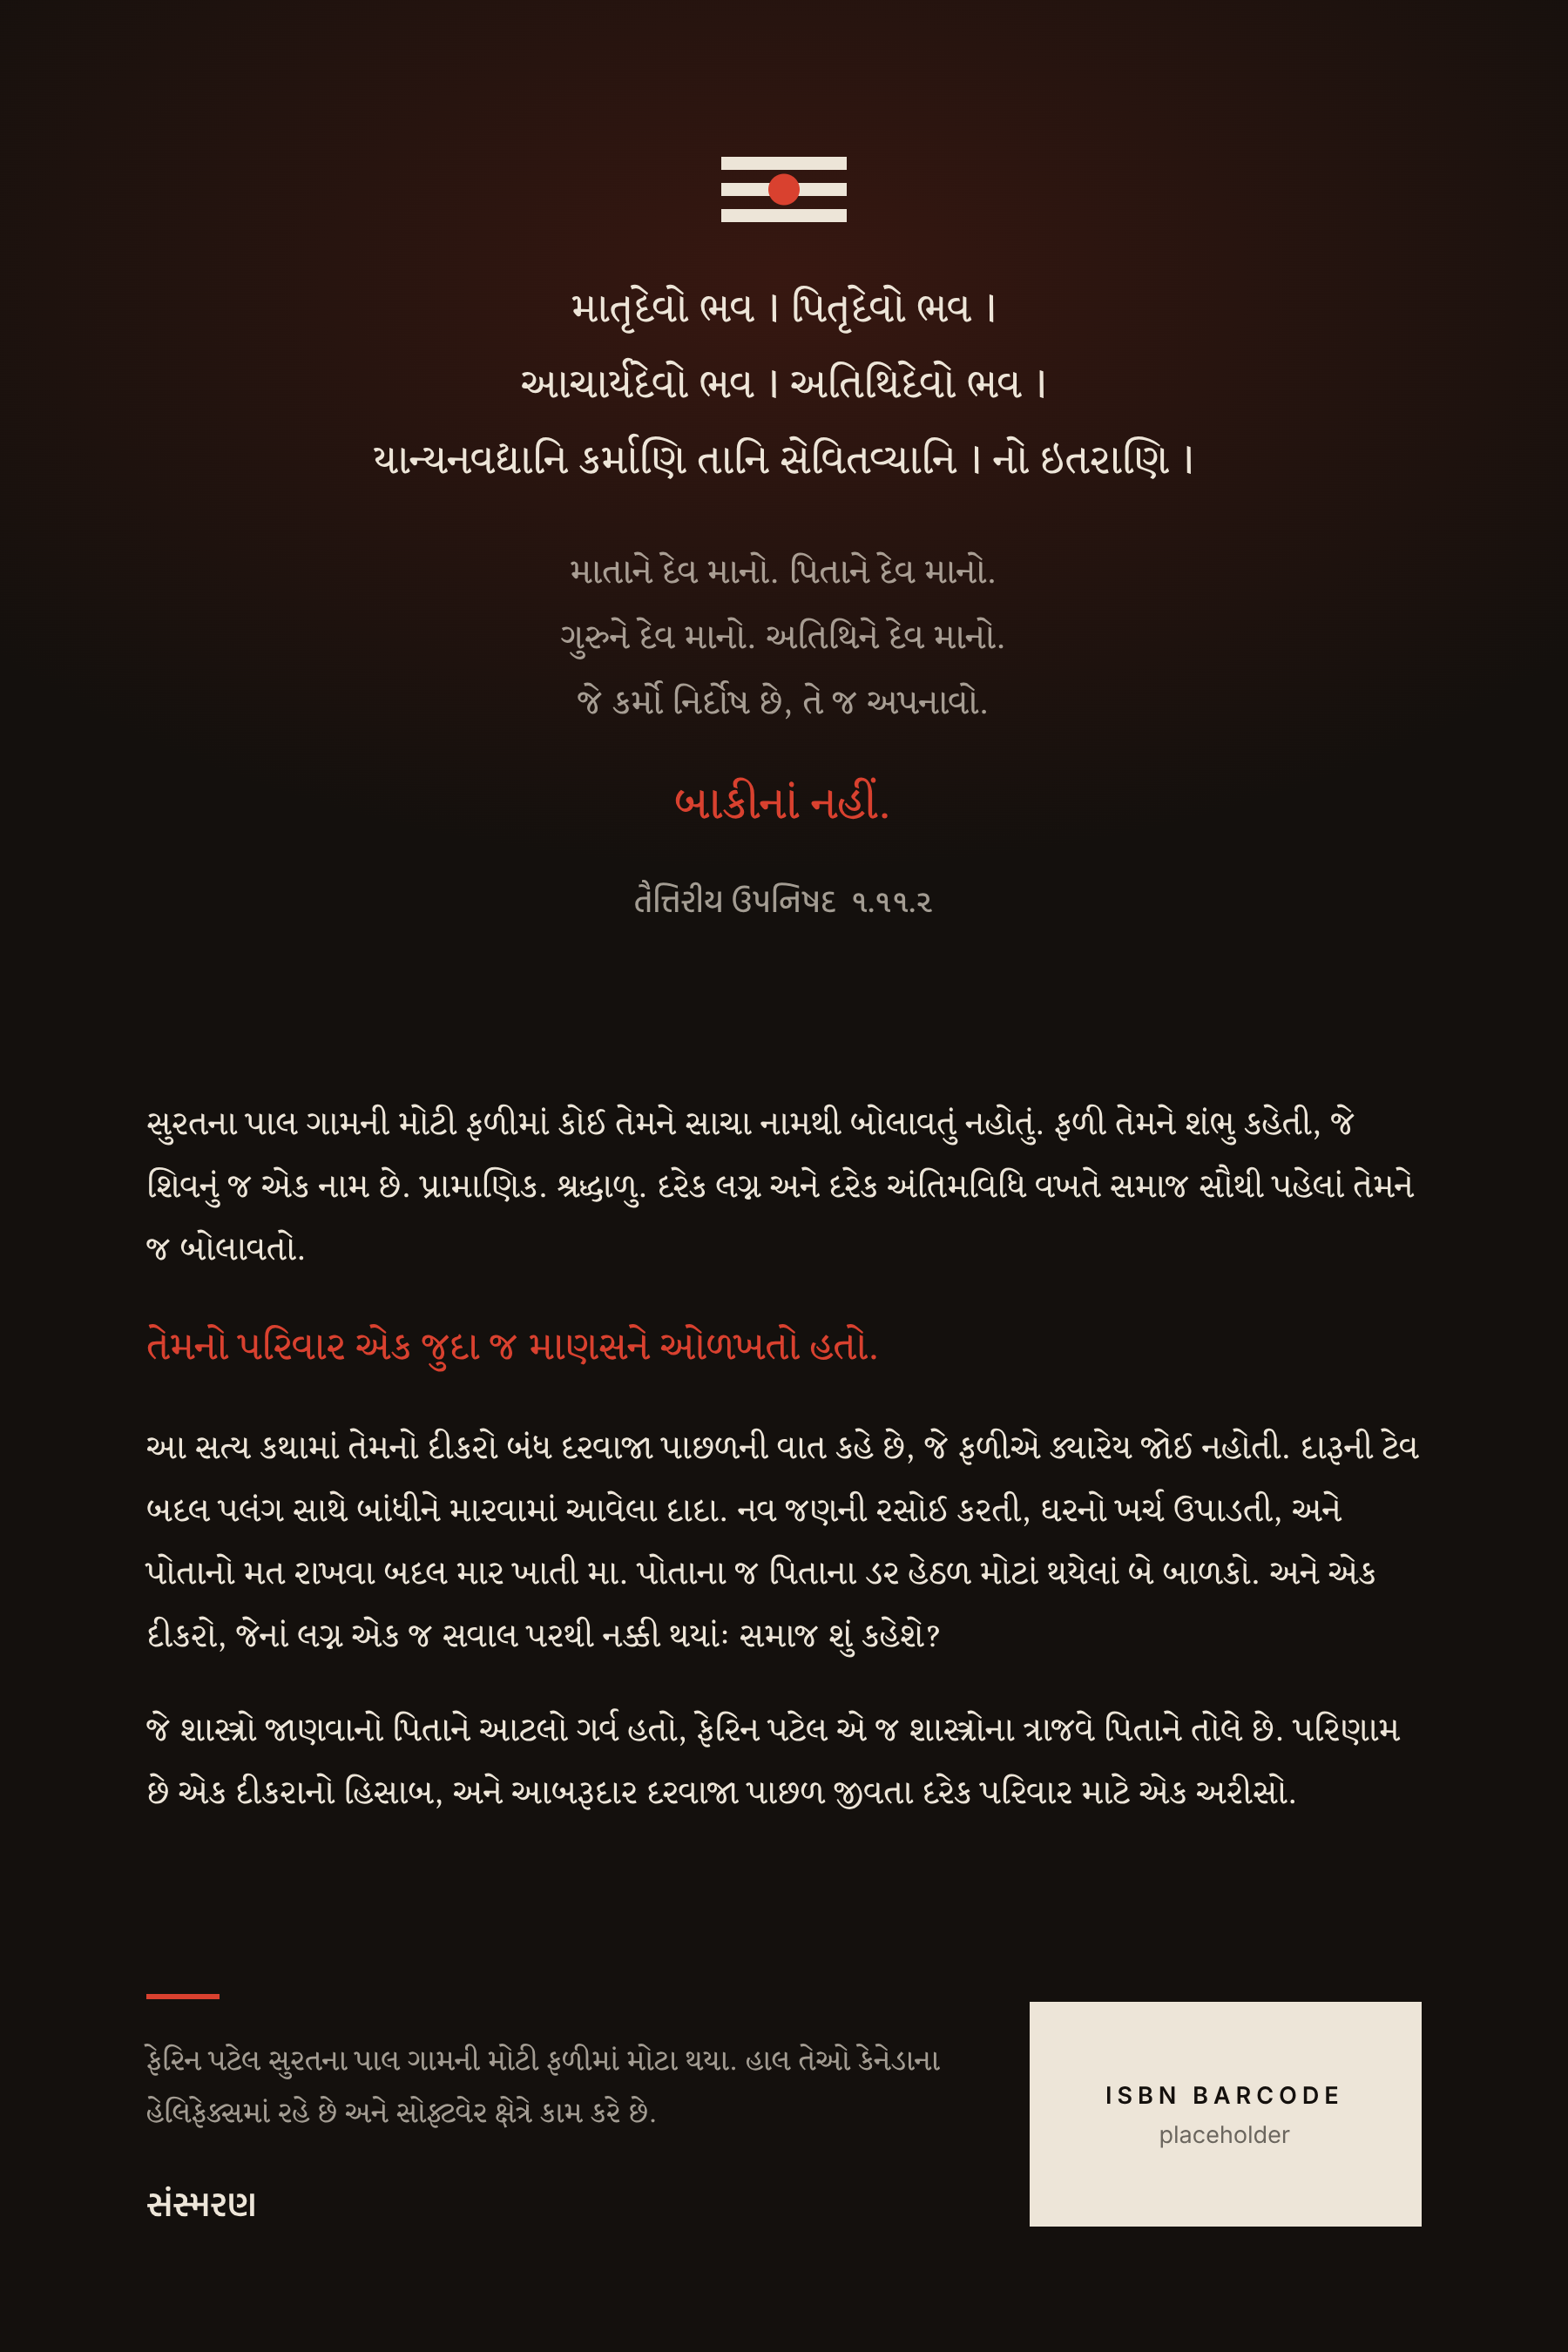 માતૃદેવો ભવ । પિતૃદેવો ભવ ।
આચાર્યદેવો ભવ । અતિથિદેવો ભવ ।
યાન્યનવદ્યાનિ કર્માણિ તાનિ સેવિતવ્યાનિ । નો ઇતરાણિ ।
માતાને દેવ માનો. પિતાને દેવ માનો.
ગુરુને દેવ માનો. અતિથિને દેવ માનો.
જે કર્મો નિર્દોષ છે, તે જ અપનાવો.
બાકીનાં નહીં.
તૈત્તિરીય ઉપનિષદ ૧.૧૧.૨
સુરતના પાલ ગામની મોટી ફળીમાં કોઈ તેમને સાચા નામથી બોલાવતું નહોતું. ફળી તેમને શંભુ કહેતી, જે
શિવનું જ એક નામ છે. પ્રામાણિક. શ્રદ્ધાળુ. દરેક લગ્ન અને દરેક અંતિમવિધિ વખતે સમાજ સૌથી પહેલાં તેમને
જ બોલાવતો.
તેમનો પરિવાર એક જુદા જ માણસને ઓળખતો હતો.
આ સત્ય કથામાં તેમનો દીકરો બંધ દરવાજા પાછળની વાત કહે છે, જે ફળીએ ક્યારેય જોઈ નહોતી. દારૂની ટેવ
બદલ પલંગ સાથે બાંધીને મારવામાં આવેલા દાદા. નવ જણની રસોઈ કરતી, ઘરનો ખર્ચ ઉપાડતી, અને
પોતાનો મત રાખવા બદલ માર ખાતી મા. પોતાના જ પિતાના ડર હેઠળ મોટાં થયેલાં બે બાળકો. અને એક
દીકરો, જેનાં લગ્ન એક જ સવાલ પરથી નક્કી થયાં: સમાજ શું કહેશે?
જે શાસ્ત્રો જાણવાનો પિતાને આટલો ગર્વ હતો, ફેરિન પટેલ એ જ શાસ્ત્રોના ત્રાજવે પિતાને તોલે છે. પરિણામ
છે એક દીકરાનો હિસાબ, અને આબરૂદાર દરવાજા પાછળ જીવતા દરેક પરિવાર માટે એક અરીસો.
ફેરિન પટેલ સુરતના પાલ ગામની મોટી ફળીમાં મોટા થયા. હાલ તેઓ કેનેડાના
હેલિફેક્સમાં રહે છે અને સોફ્ટવેર ક્ષેત્રે કામ કરે છે.
સંસ્મરણ
ISBN BARCODE
placeholder